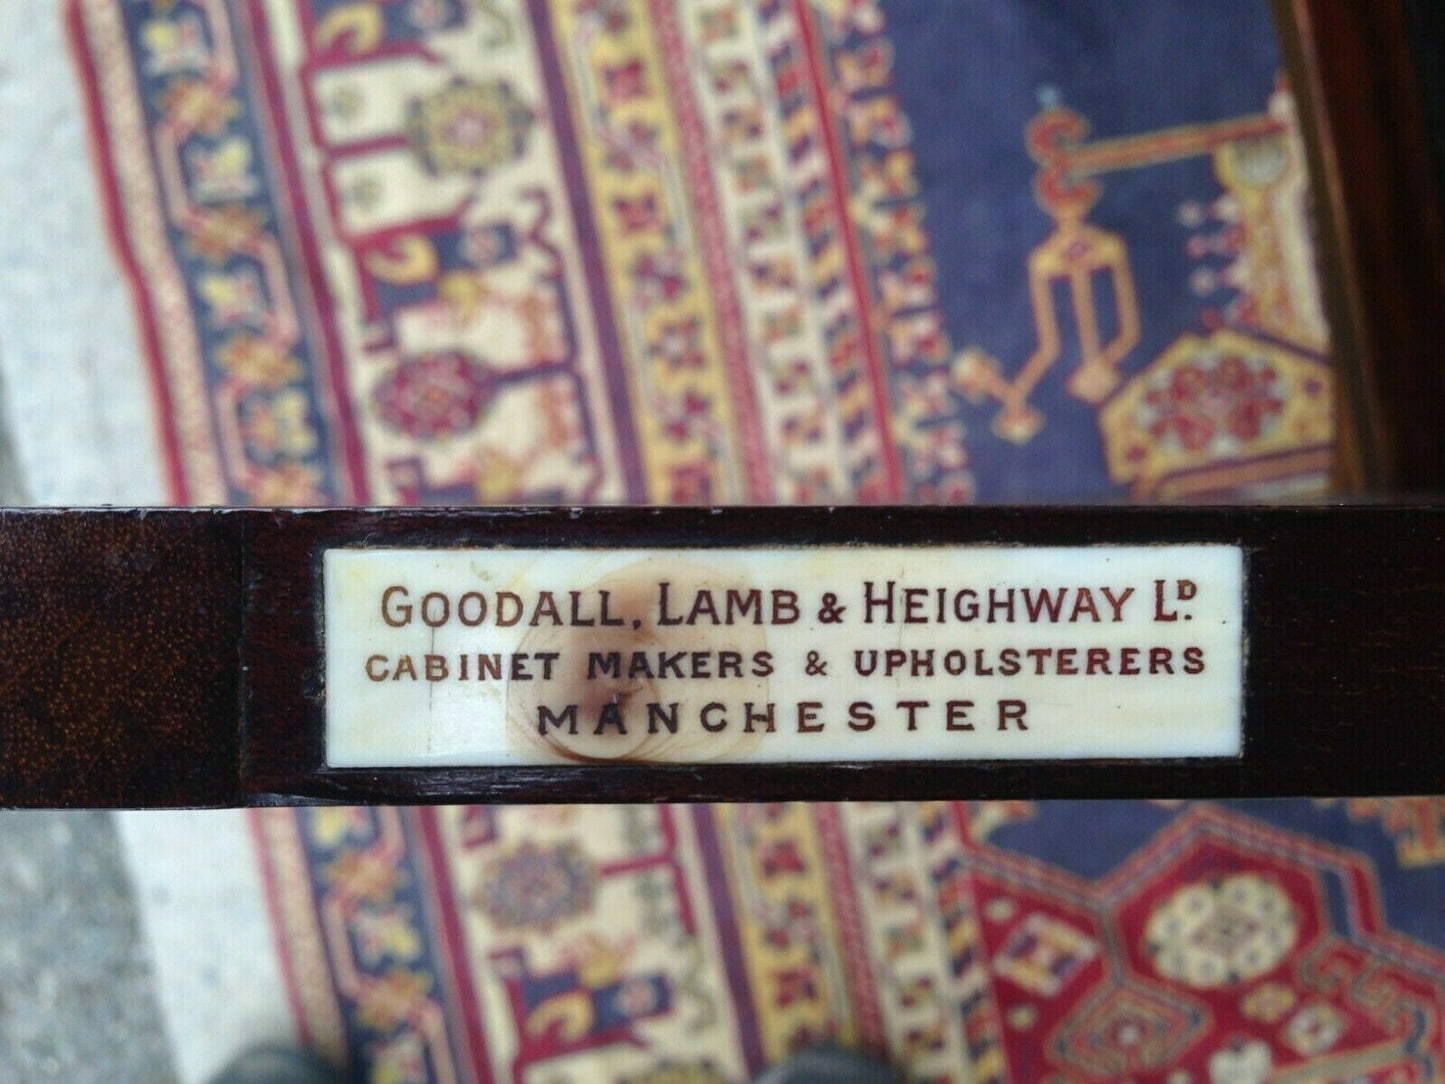 GOODALL, LAMB & HEIGHWAY LD.
CABINET MAKERS & UPHOLSTERERS
MANCHESTER